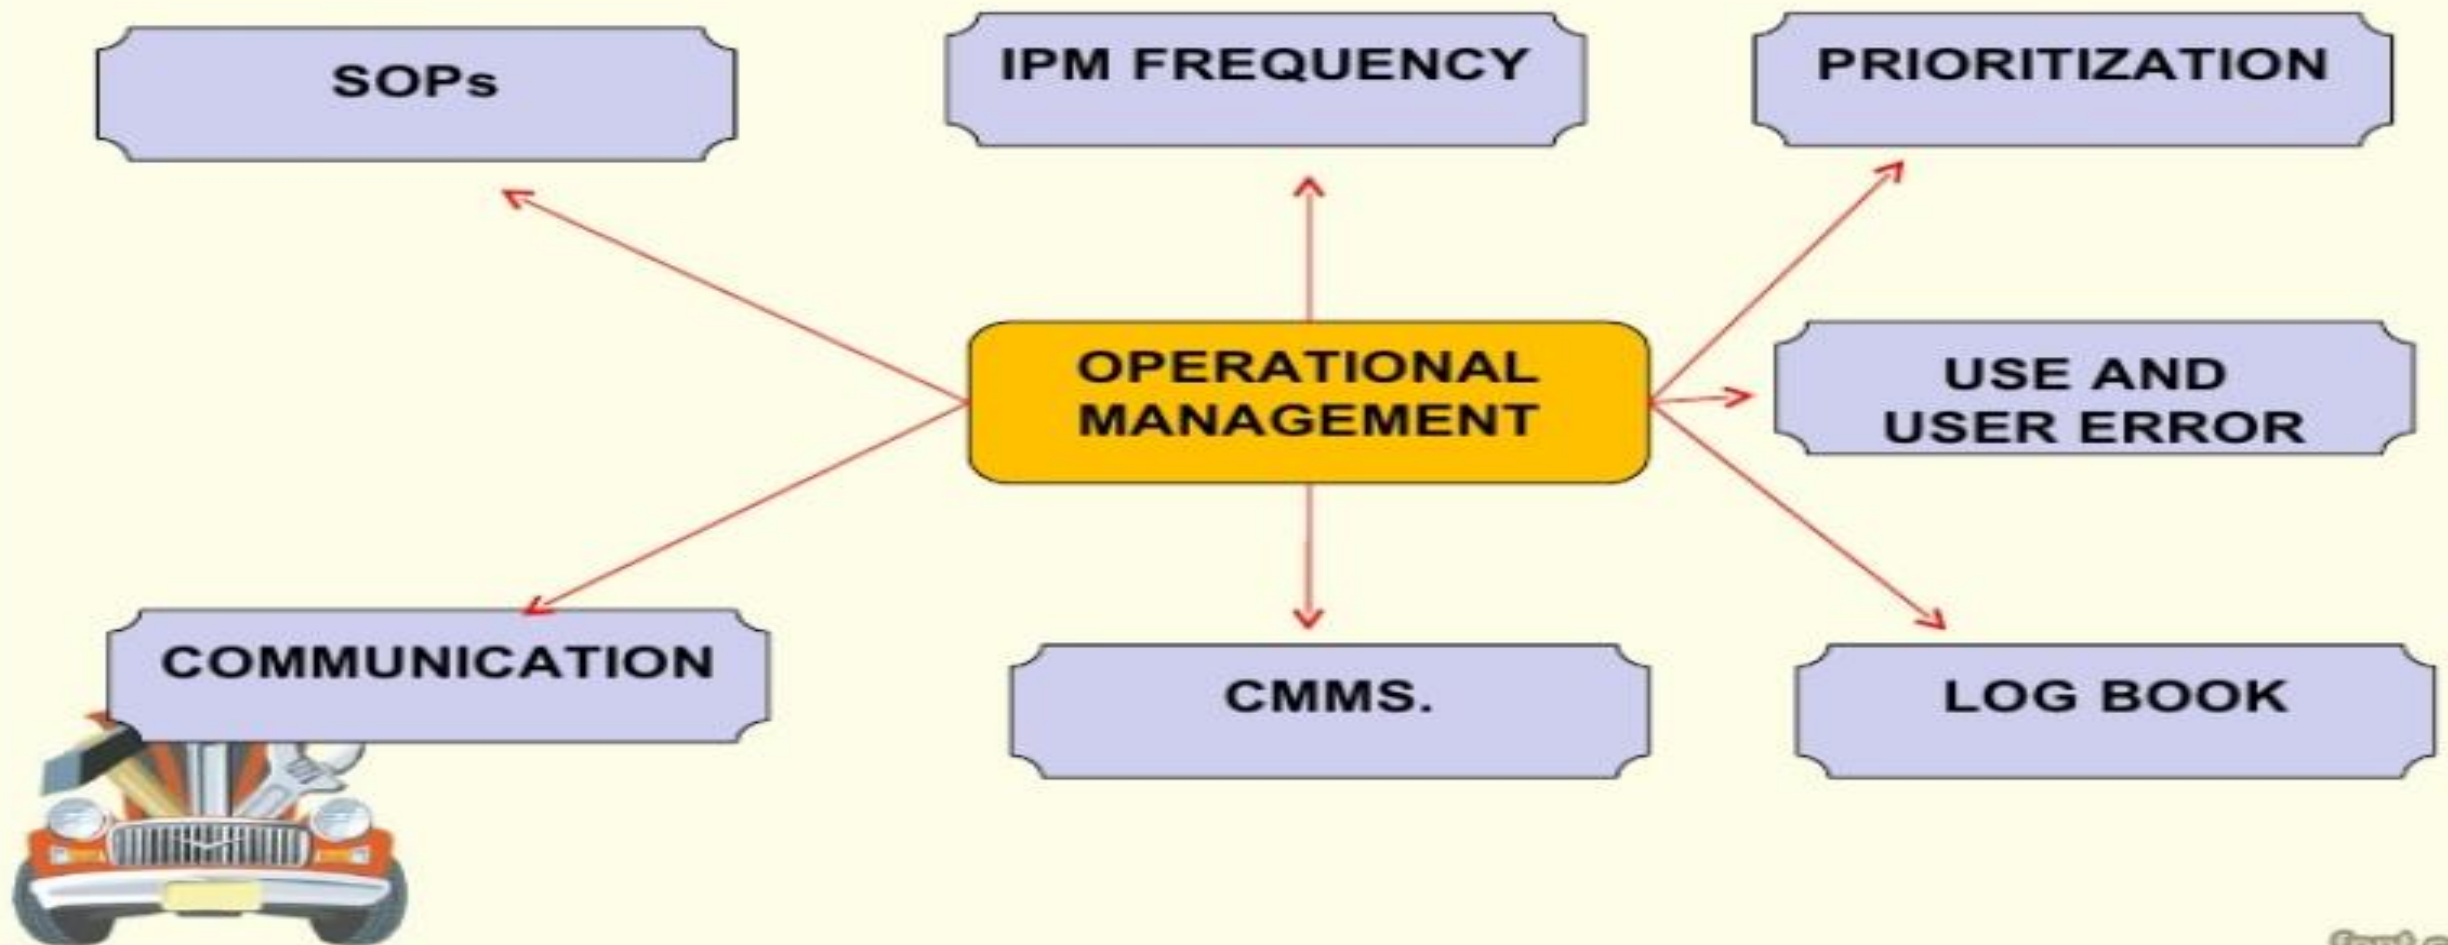 SOPs
IPM FREQUENCY
PRIORITIZATION
OPERATIONAL
MANAGEMENT
USE AND
USER ERROR
COMMUNICATION
CMMS.
LOG BOOK